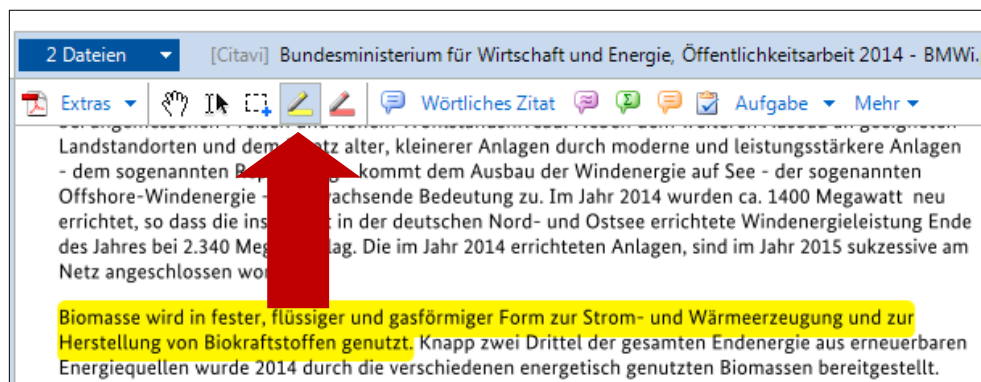 2 Dateien [Citavi] Bundesministerium für Wirtschaft und Energie, Öffentlichkeitsarbeit 2014 - BMWi.
Extras Wörtliches Zitat Aufgabe Mehr
Landstandorten und dem alter, kleinerer Anlagen durch moderne und leistungsstärkere Anlagen
- dem sogenannten kommt dem Ausbau der Windenergie auf See - der sogenannten
Offshore-Windenergie - Bedeutung zu. Im Jahr 2014 wurden ca. 1400 Megawatt neu
errichtet, so dass die in der deutschen Nord- und Ostsee errichtete Windenergieleistung Ende
des Jahres bei 2.340 lag. Die im Jahr 2014 errichteten Anlagen, sind im Jahr 2015 sukzessive am
Netz angeschlossen
Biomasse wird in fester, flüssiger und gasförmiger Form zur Strom- und Wärmeerzeugung und zur
Herstellung von Biokraftstoffen genutzt. Knapp zwei Drittel der gesamten Endenergie aus erneuerbaren
Energiequellen wurde 2014 durch die verschiedenen energetisch genutzten Biomassen bereitgestellt.